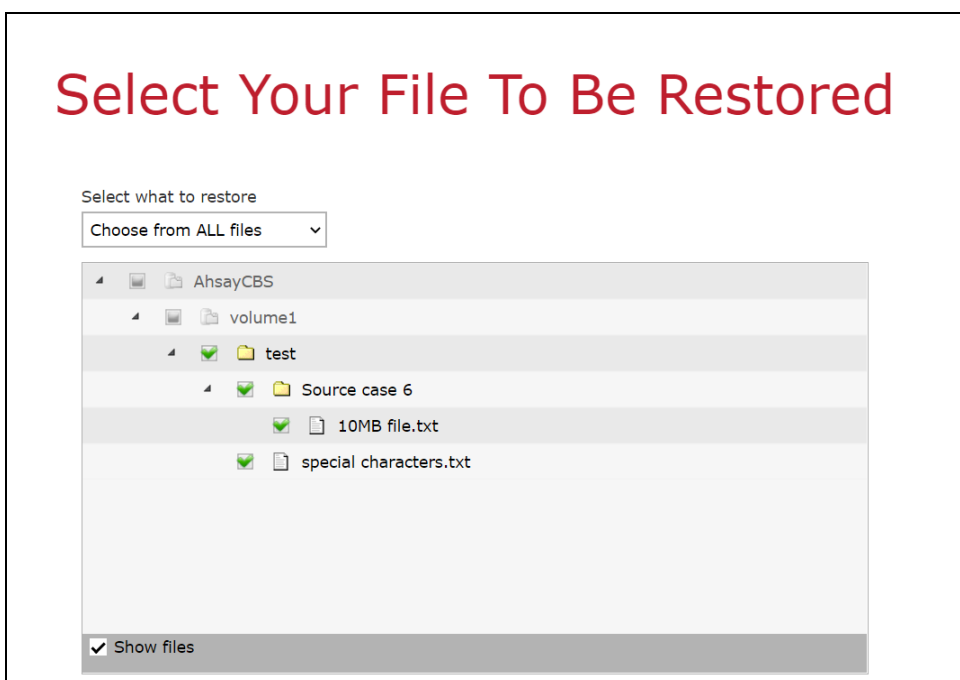 Select Your File To Be Restored
Select what to restore
Choose from ALL files
AhsayCBS
volume1
test
Source case 6
10MB file.txt
special characters.txt
Show files